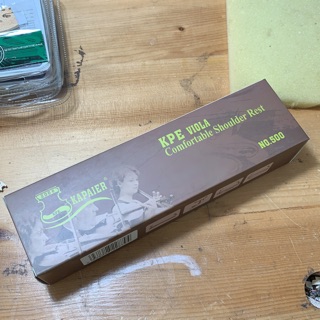 KAPAIER
KPE VIOLA
Comfortable Shoulder Rest
NO.500